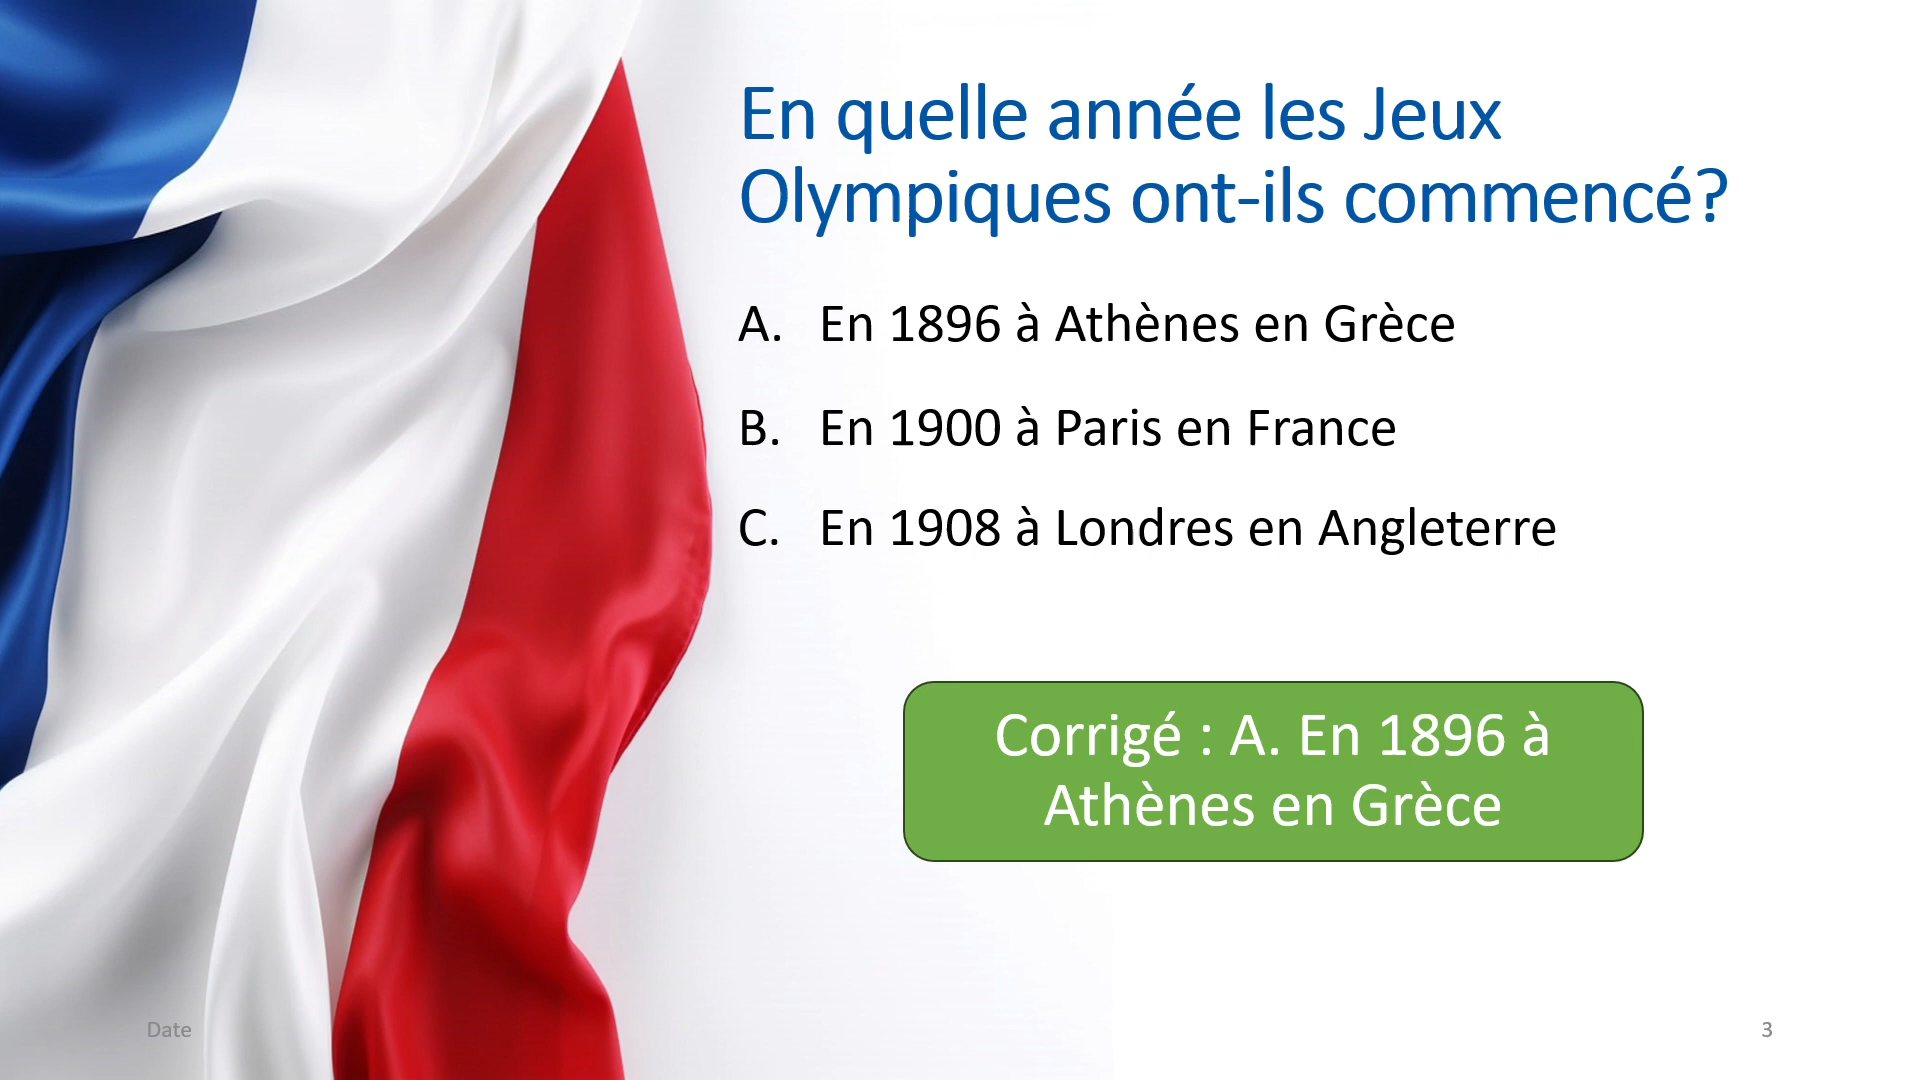 En quelle année les Jeux
Olympiques ont-ils commencé?
A. En 1896 à Athènes en Grèce
B. En 1900 à Paris en France
C. En 1908 à Londres en Angleterre
Corrigé : A. En 1896 à
Athènes en Grèce
Date
3